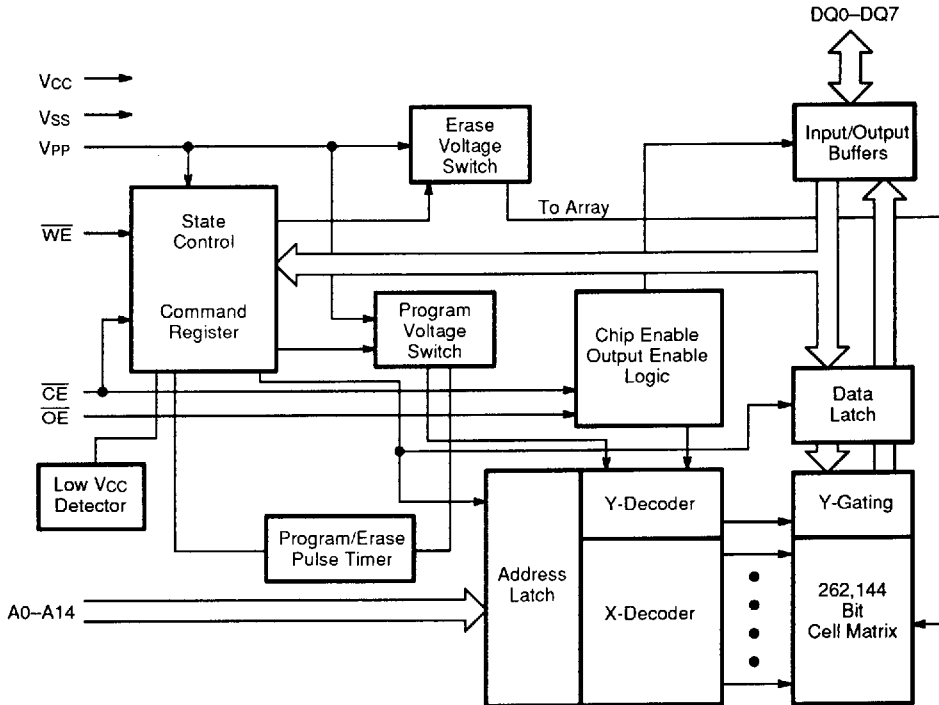 DQ0–DQ7
VCC
VSS
VPP
Erase
Voltage
Switch
Input/Output
Buffers
To Array
WE
State
Control
Command
Register
Program
Voltage
Switch
Chip Enable
Output Enable
Logic
CE
OE
Data
Latch
Low VCC
Detector
Program/Erase
Pulse Timer
Y-Decoder
Y-Gating
Address
Latch
X-Decoder
262,144
Bit
Cell Matrix
A0–A14